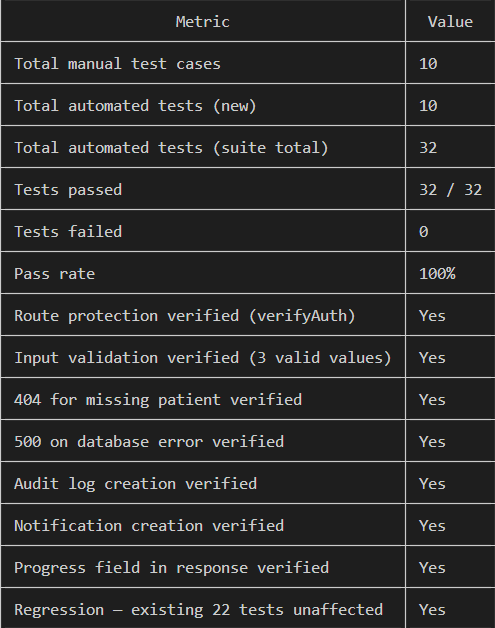 Metric Value
Total manual test cases 10
Total automated tests (new) 10
Total automated tests (suite total) 32
Tests passed 32 / 32
Tests failed 0
Pass rate 100%
Route protection verified (verifyAuth) Yes
Input validation verified (3 valid values) Yes
404 for missing patient verified Yes
500 on database error verified Yes
Audit log creation verified Yes
Notification creation verified Yes
Progress field in response verified Yes
Regression — existing 22 tests unaffected Yes